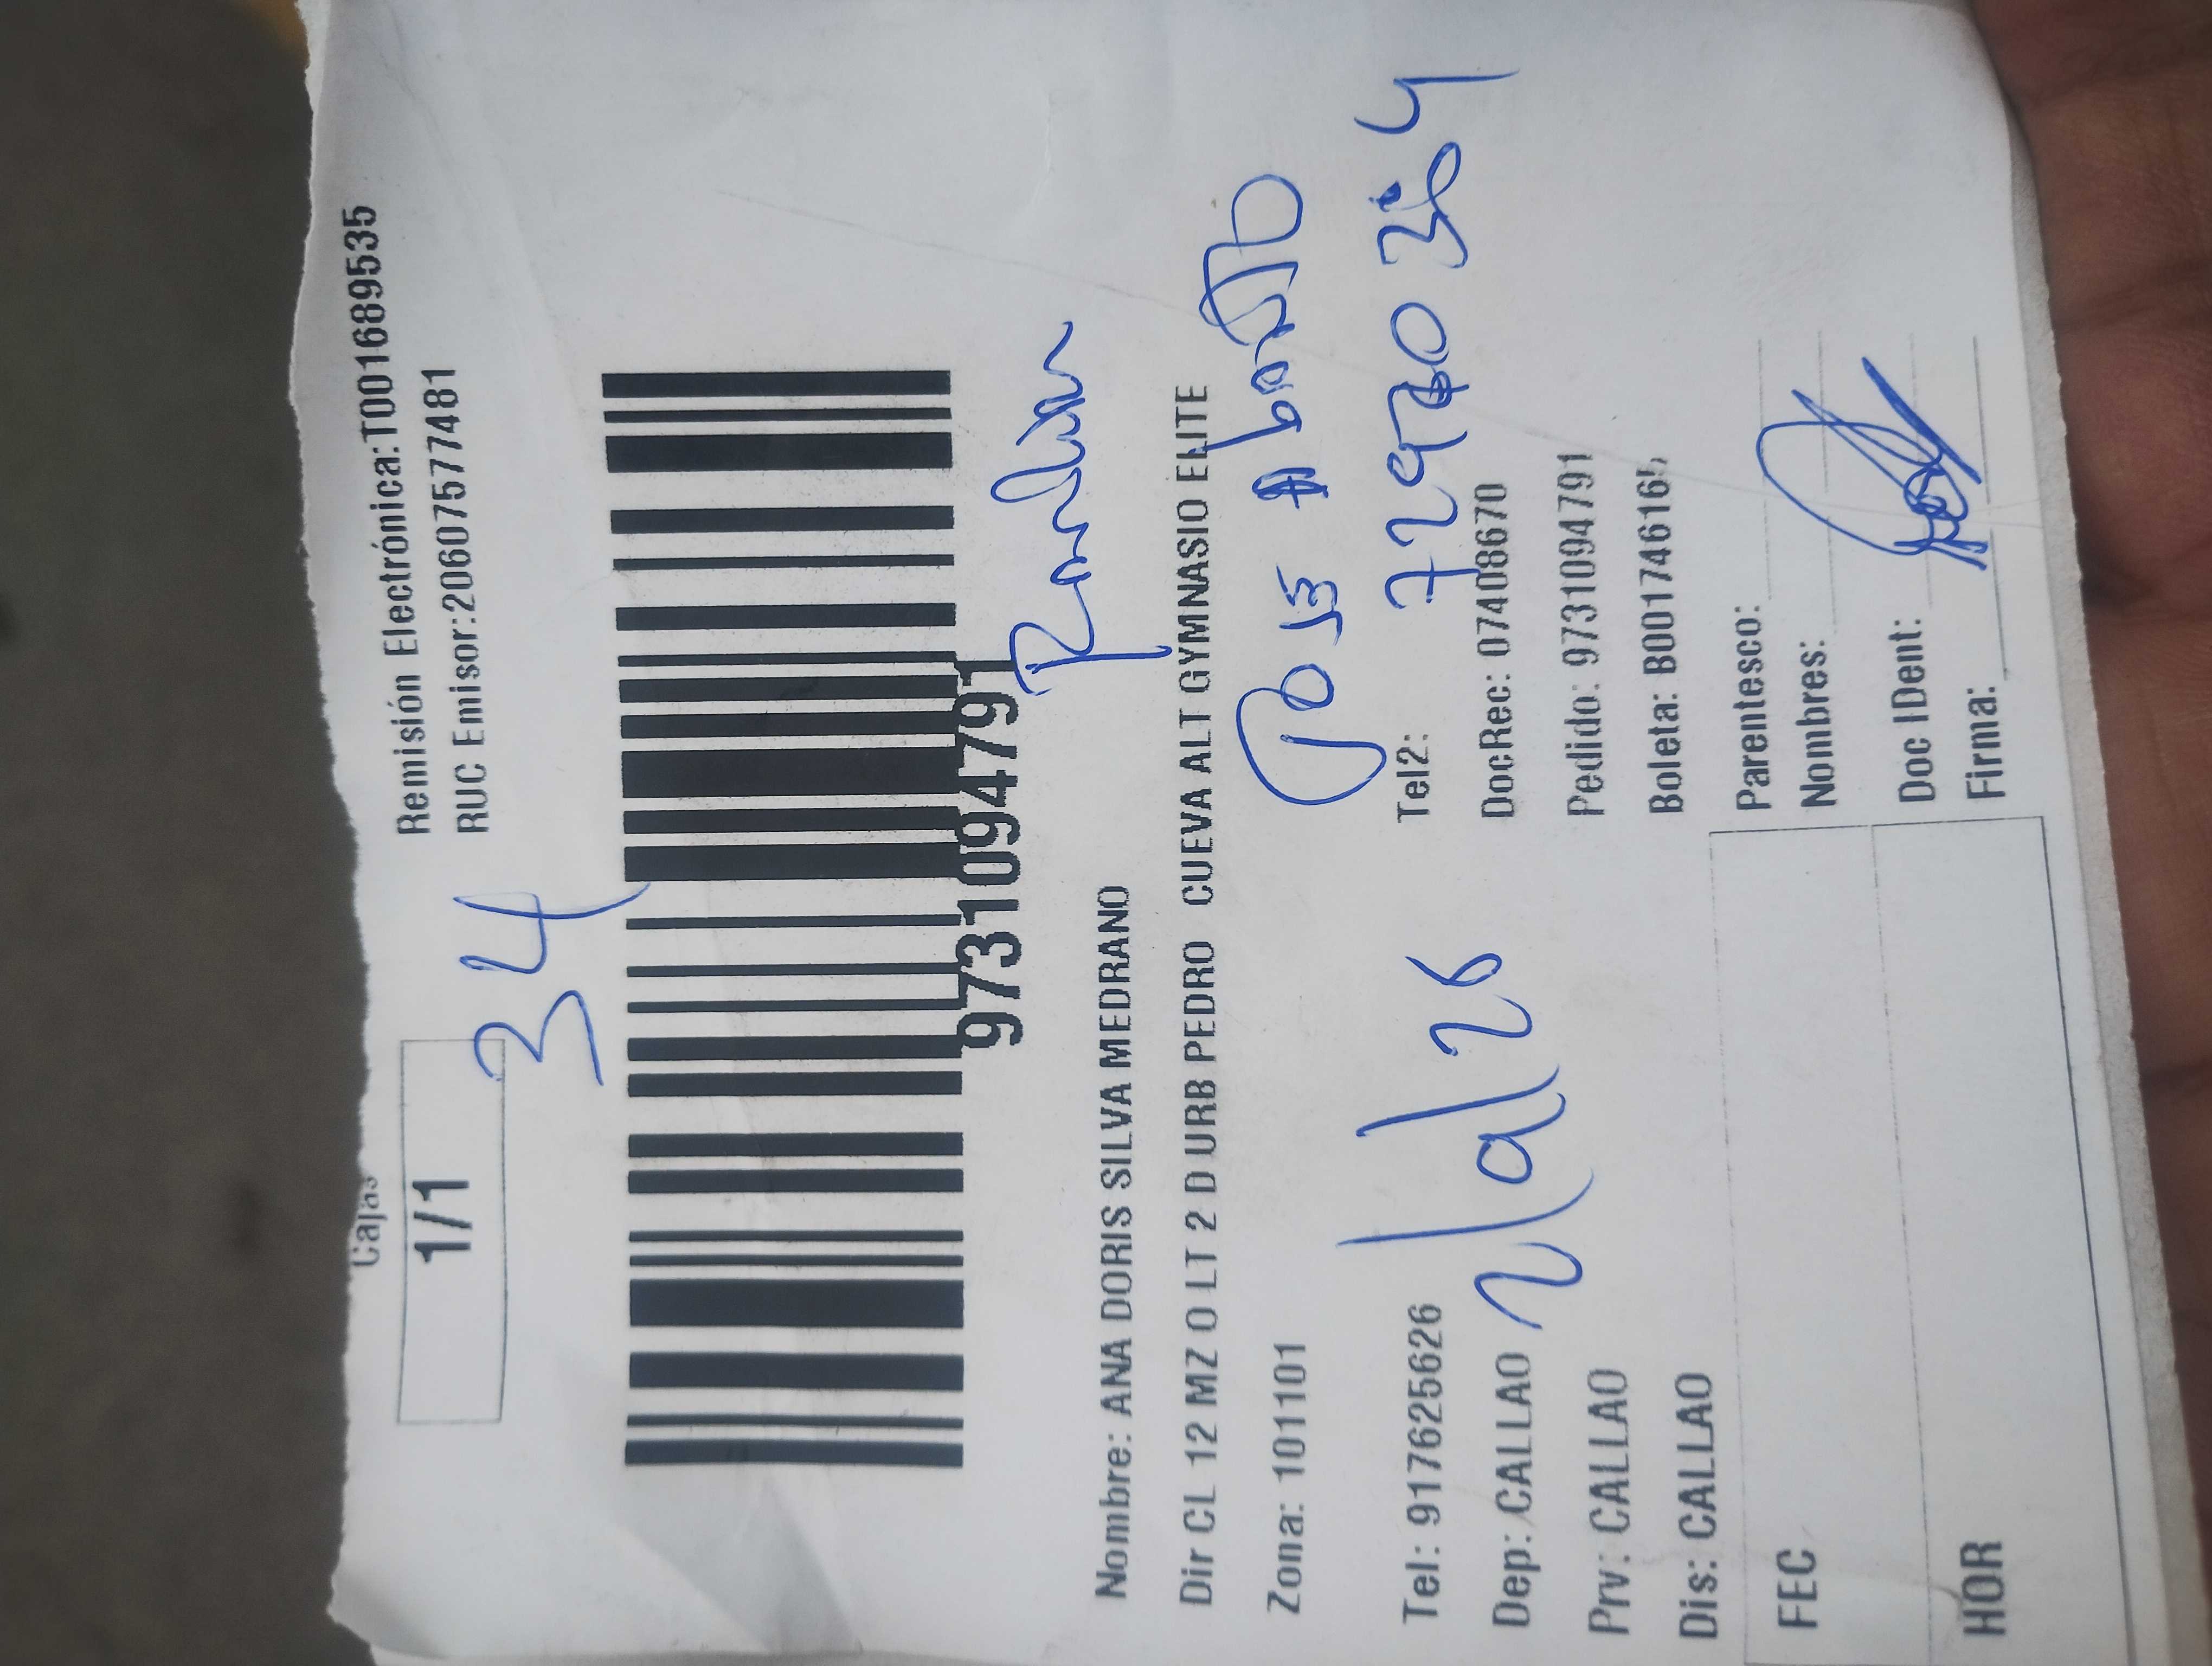 Cajas
1/1
34
Remisión Electrónica:T001689535
RUC Emisor:20607577481
9731094791
Nombre: ANA DORIS SILVA MEDRANO
Dir CL 12 MZ O LT 2 D URB PEDRO CUEVA ALT GYMNASIO ELITE
Zona: 101101
Tel: 917625626
Tel2:
Dep: CALLAO
DocRec: 07408670
Prv: CALLAO
Pedido: 9731094791
Dis: CALLAO
Boleta: B001746165
FEC
Parentesco:
Nombres:
HOR
Doc IDent:
Firma: